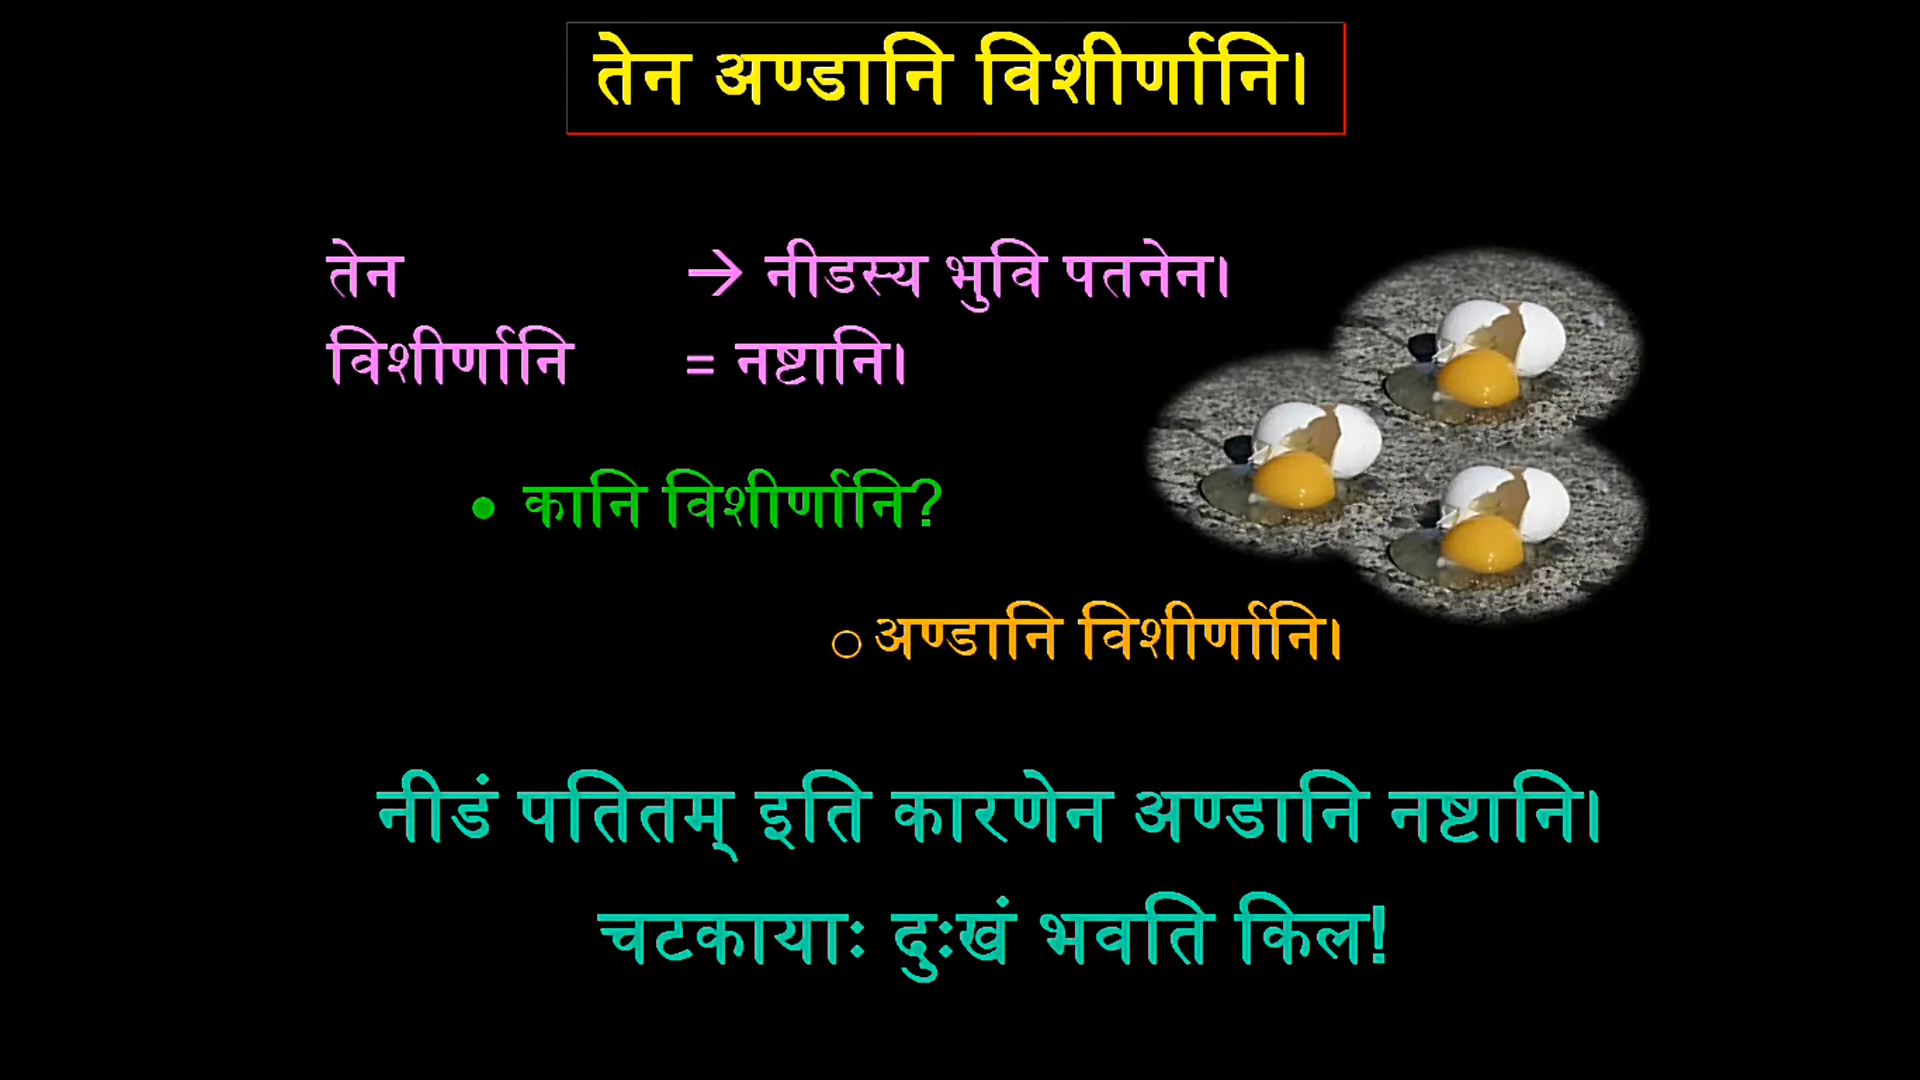 तेन अण्डानि विशीर्णानि।
तेन → नीडस्य भुवि पतनेन।
विशीर्णानि = नष्टानि।
• कानि विशीर्णानि?
○ अण्डानि विशीर्णानि।
नीडं पतितम् इति कारणेन अण्डानि नष्टानि।
चटकायाः दुःखं भवति किल!